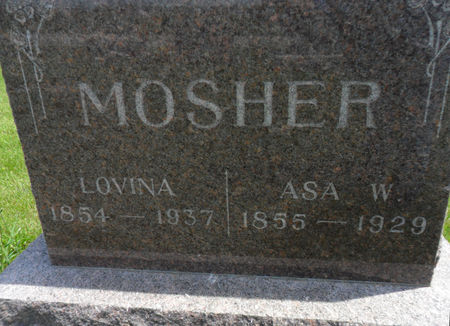 MOSHER
LOVINA
1854 — 1937
ASA W.
1855 — 1929